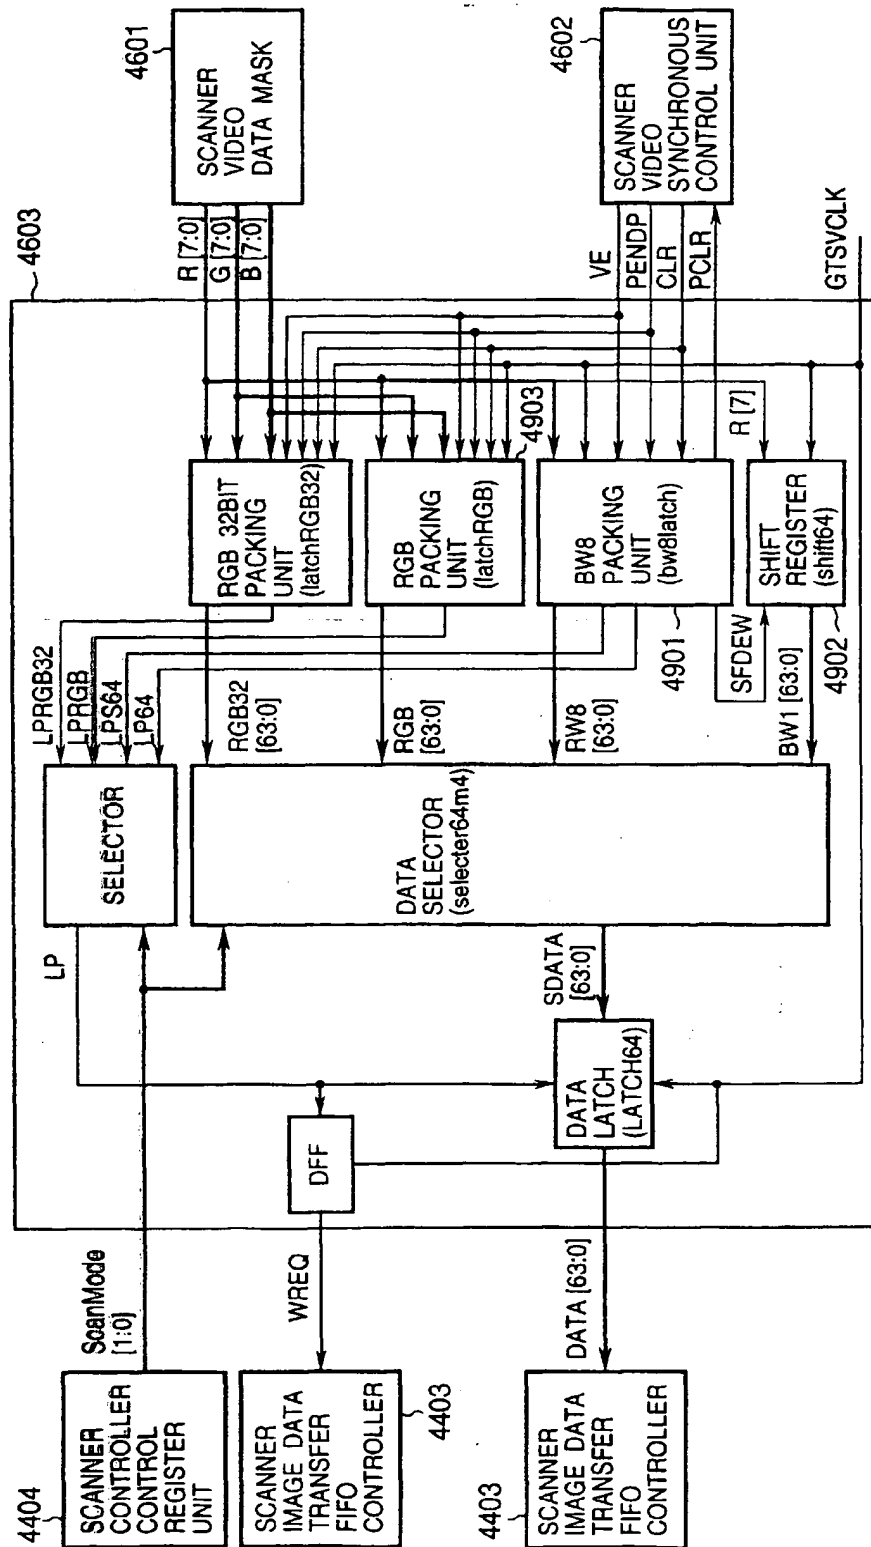 4601
SCANNER
VIDEO
DATA MASK
4602
SCANNER
VIDEO
SYNCHRONOUS
CONTROL UNIT
4603
R [7:0]
G [7:0]
B [7:0]
VE
PENDP
CLR
PCLR
GTSVCLK
RGB 32BIT
PACKING
UNIT
(latchRGB32)
4903
RGB
PACKING
UNIT
(latchRGB)
BW8
PACKING
UNIT
(bw8latch)
4901
R [7]
SHIFT
REGISTER
(shift64)
4902
SFDEW
LPRGB32
LPRGB
LPS64
LP64
RGB32
[63:0]
RGB
[63:0]
RW8
[63:0]
BW1 [63:0]
SELECTOR
DATA
SELECTOR
(selecter64m4)
LP
SDATA
[63:0]
DATA
LATCH
(LATCH64)
DFF
ScanMode
[1:0]
WREQ
DATA [63:0]
4404
SCANNER
CONTROLLER
CONTROL
REGISTER
UNIT
SCANNER
IMAGE DATA
TRANSFER
FIFO
CONTROLLER
4403
4403
SCANNER
IMAGE DATA
TRANSFER
FIFO
CONTROLLER